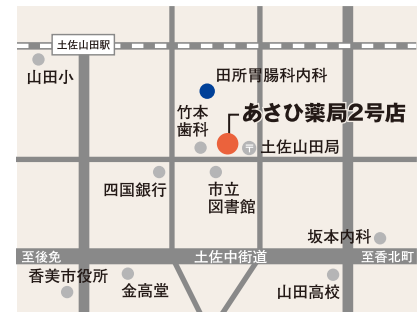 土佐山田駅
山田小
田所胃腸科内科
竹本
歯科
あさひ薬局2号店
〒
土佐山田局
四国銀行
市立
図書館
坂本内科
至後免
土佐中街道
至香北町
香美市役所
金高堂
山田高校